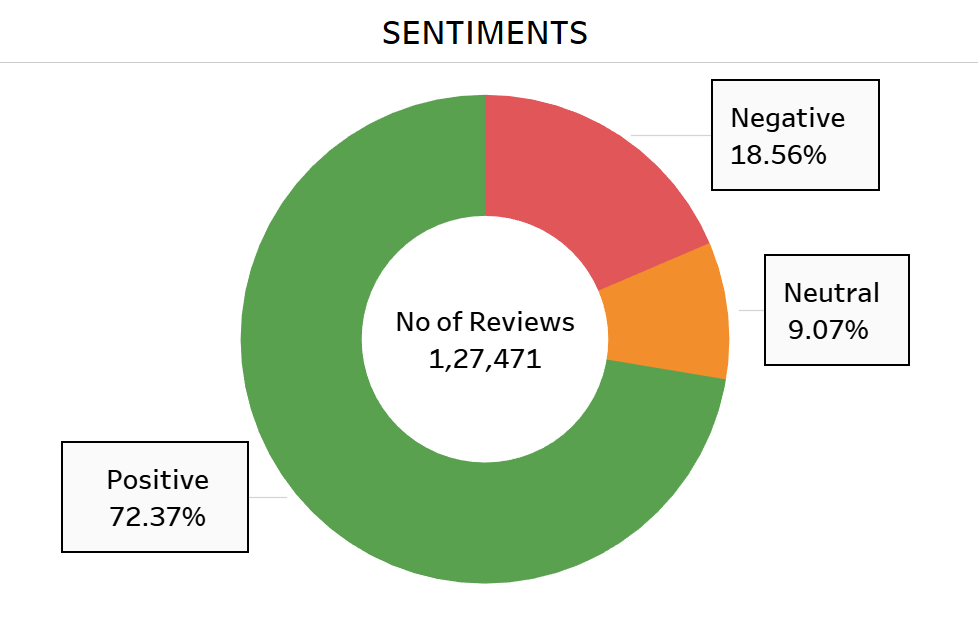 SENTIMENTS
Negative
18.56%
Neutral
9.07%
No of Reviews
1,27,471
Positive
72.37%